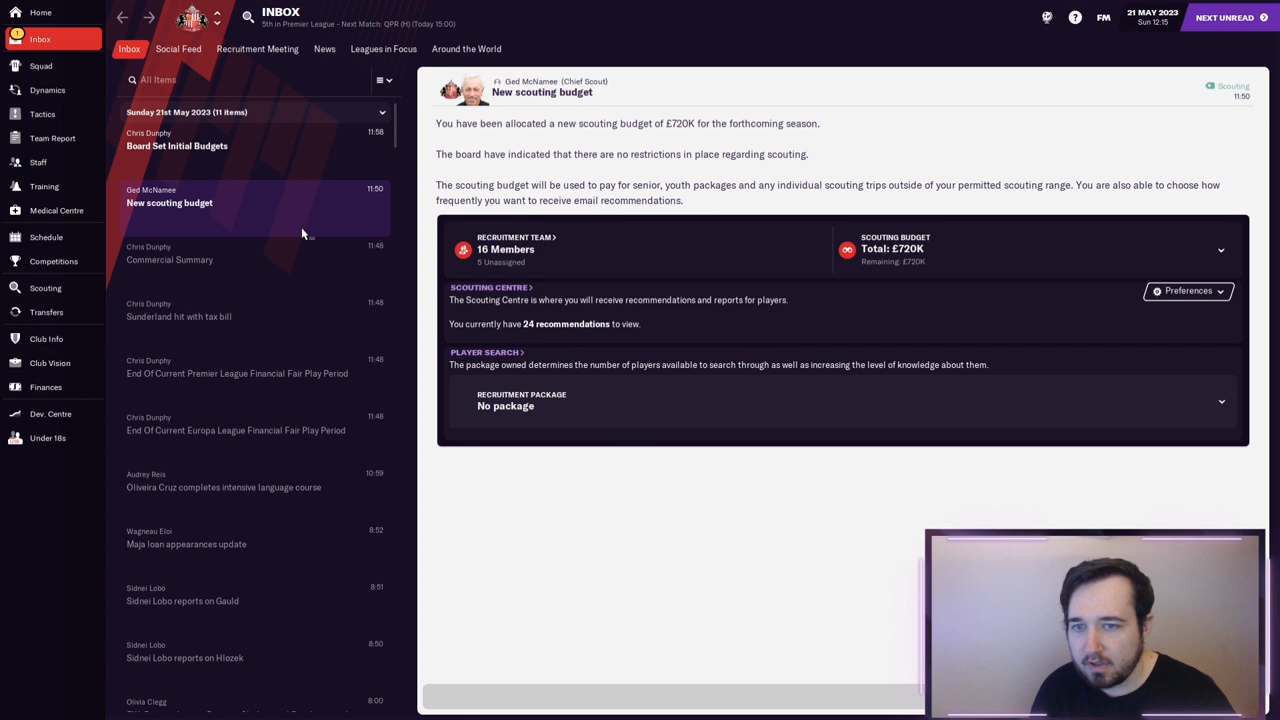 Home
1
Inbox
Squad
Dynamics
Tactics
Team Report
Staff
Training
Medical Centre
Schedule
Competitions
Scouting
Transfers
Club Info
Club Vision
Finances
Dev. Centre
Under 18s
INBOX
5th in Premier League - Next Match: QPR (H) (Today 15:00)
?
FM
21 MAY 2023
Sun 12:15
NEXT UNREAD
Inbox
Social Feed
Recruitment Meeting
News
Leagues in Focus
Around the World
All Items
Sunday 21st May 2023 (11 items)
Chris Dunphy 11:58
Board Set Initial Budgets
Ged McNamee 11:50
New scouting budget
Chris Dunphy 11:48
Commercial Summary
Chris Dunphy 11:48
Sunderland hit with tax bill
Chris Dunphy 11:48
End Of Current Premier League Financial Fair Play Period
Chris Dunphy 11:48
End Of Current Europa League Financial Fair Play Period
Audrey Reis 10:59
Oliveira Cruz completes intensive language course
Wagneau Eloi 8:52
Maja loan appearances update
Sidnei Lobo 8:51
Sidnei Lobo reports on Gauld
Sidnei Lobo 8:50
Sidnei Lobo reports on Hlozek
Olivia Clegg 8:00
Ged McNamee (Chief Scout)
New scouting budget
Scouting
11:50
You have been allocated a new scouting budget of £720K for the forthcoming season.
The board have indicated that there are no restrictions in place regarding scouting.
The scouting budget will be used to pay for senior, youth packages and any individual scouting trips outside of your permitted scouting range. You are also able to choose how
frequently you want to receive email recommendations.
RECRUITMENT TEAM >
16 Members
5 Unassigned
SCOUTING BUDGET
Total: £720K
Remaining: £720K
SCOUTING CENTRE >
The Scouting Centre is where you will receive recommendations and reports for players.
Preferences
You currently have 24 recommendations to view.
PLAYER SEARCH >
The package owned determines the number of players available to search through as well as increasing the level of knowledge about them.
RECRUITMENT PACKAGE
No package